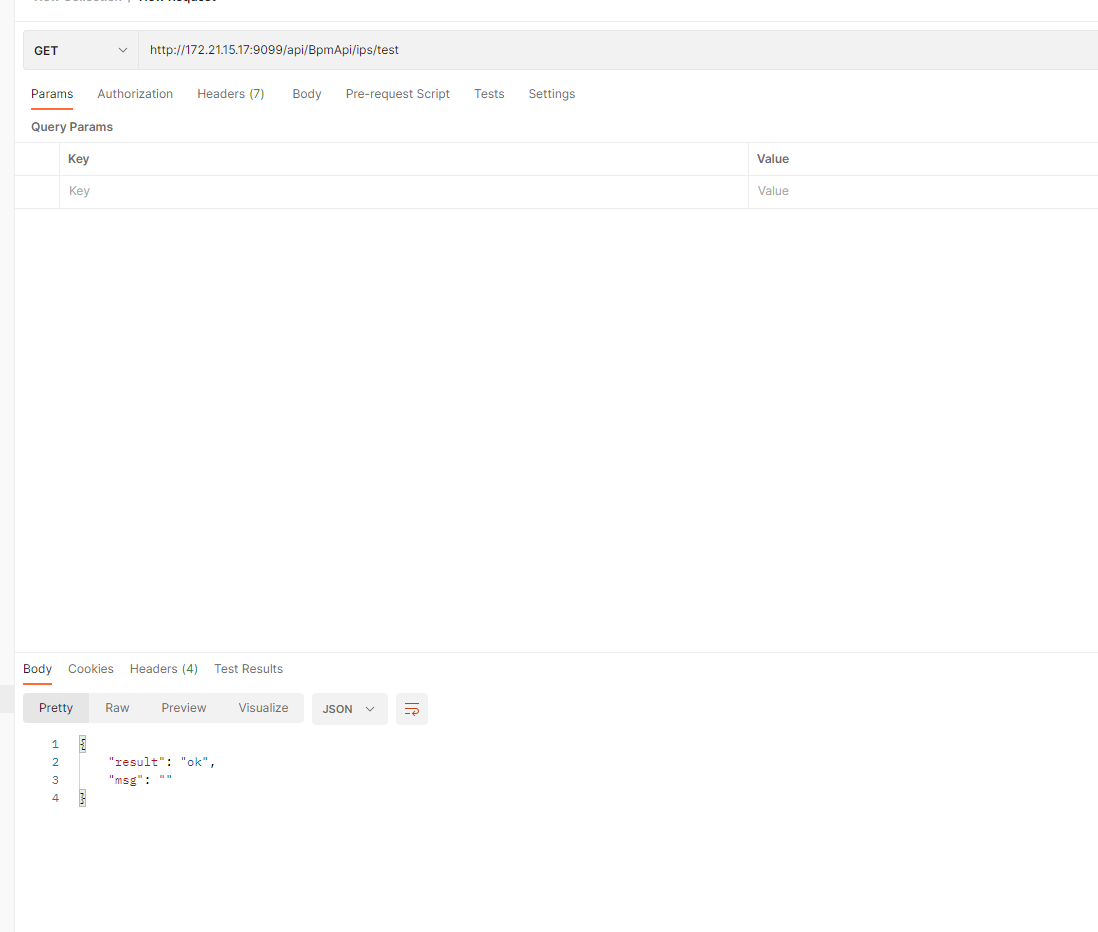 GET http://172.21.15.17:9099/api/BpmApi/ips/test
Params Authorization Headers (7) Body Pre-request Script Tests Settings
Query Params
Key Value
Key Value
Body Cookies Headers (4) Test Results
Pretty Raw Preview Visualize JSON
1 {
2 "result": "ok",
3 "msg": ""
4 }